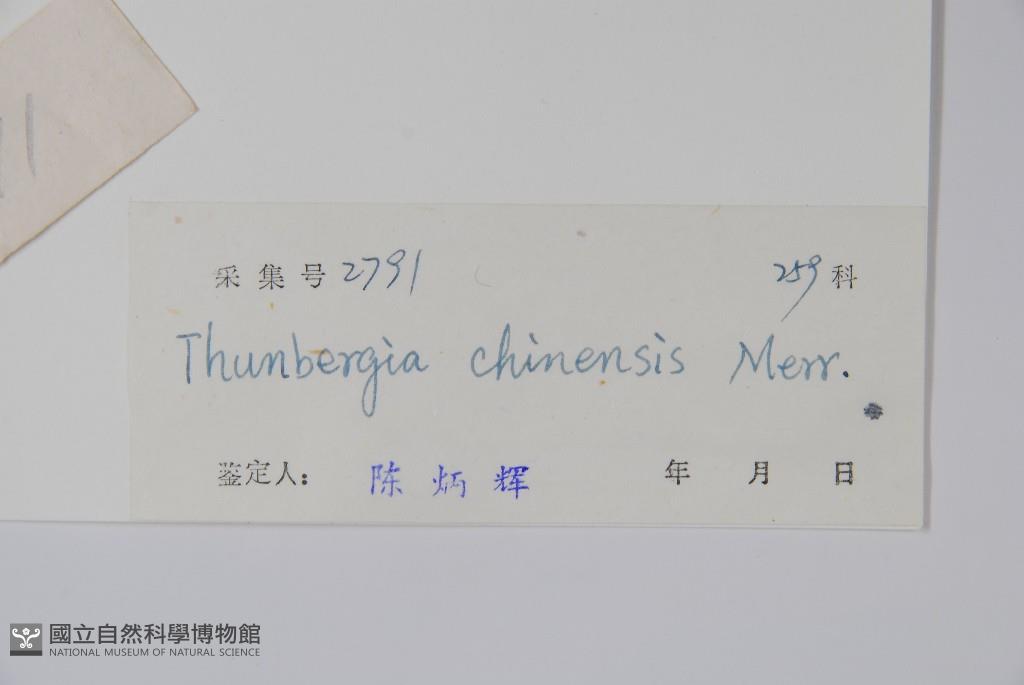 采集号 2791 259 科
Thunbergia chinensis Merr.
鉴定人： 陈炳辉 年 月 日
國立自然科學博物館
NATIONAL MUSEUM OF NATURAL SCIENCE